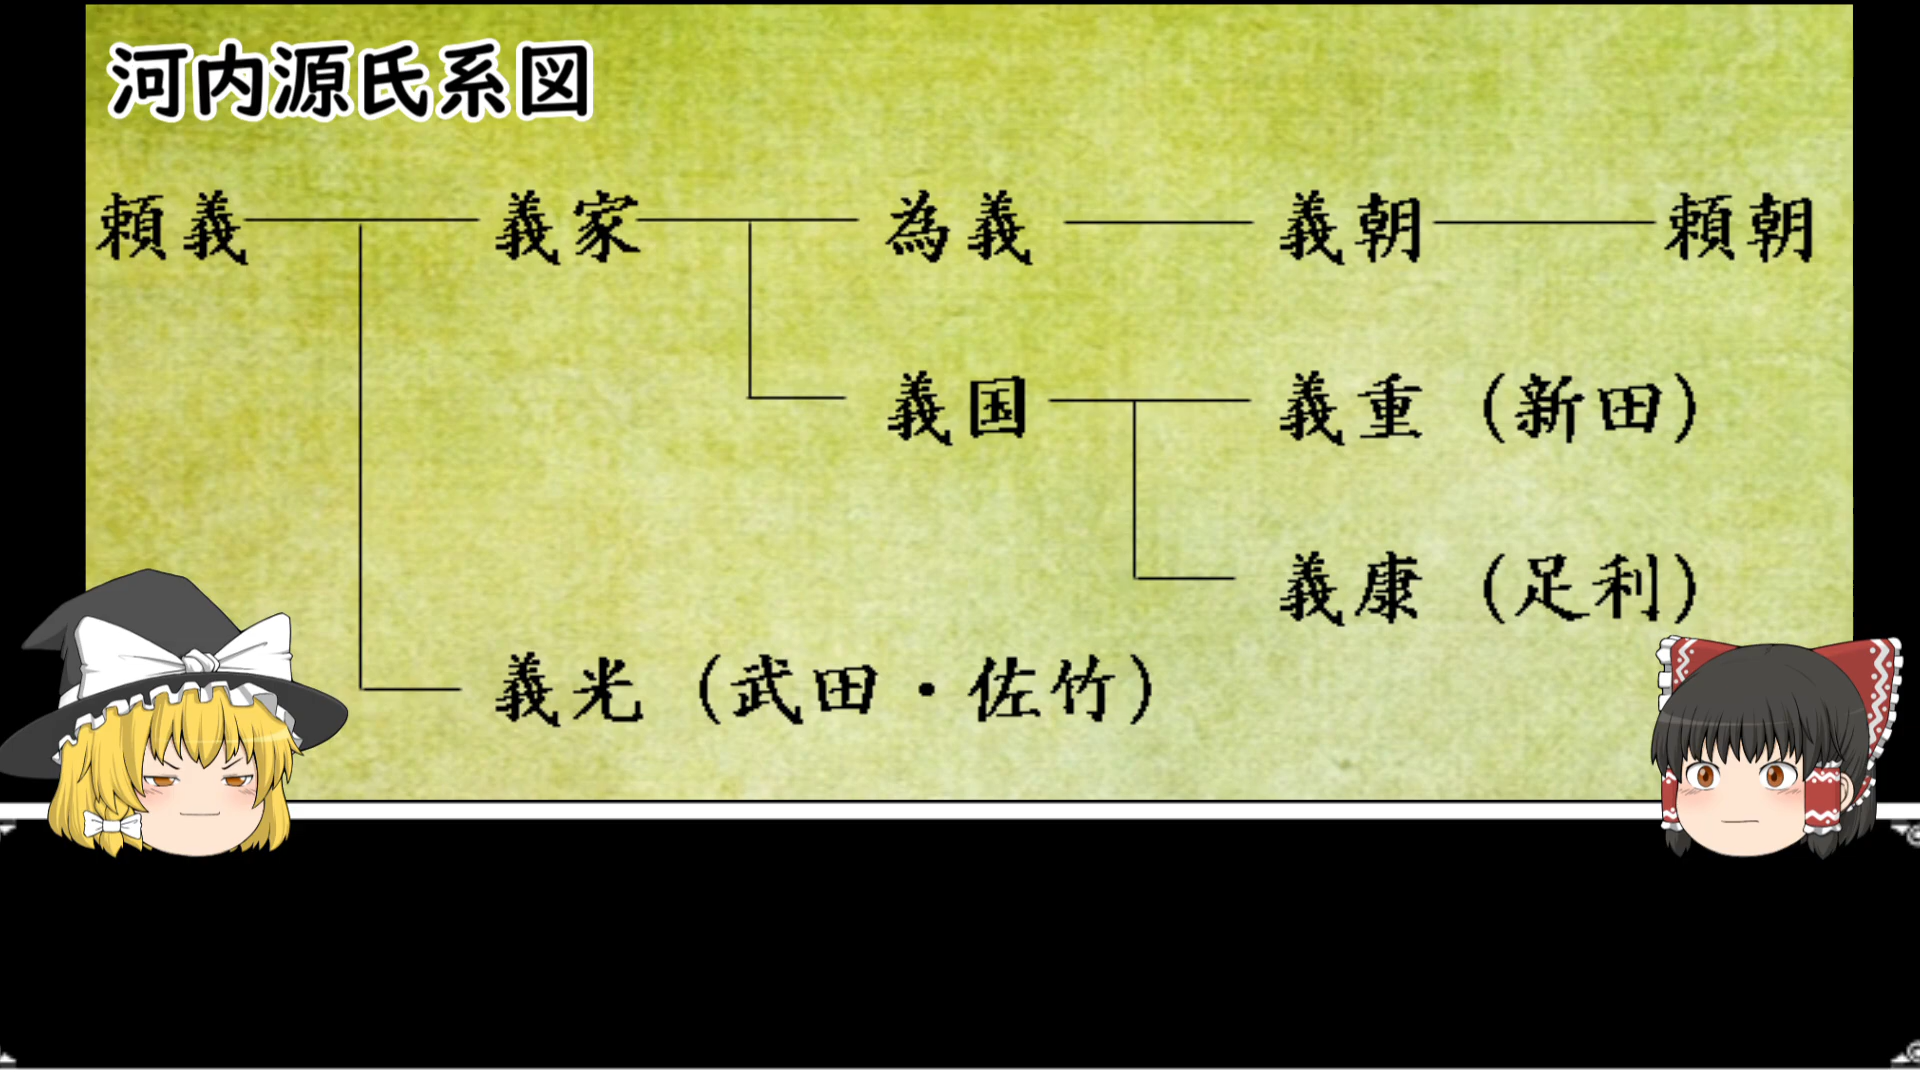 河内源氏系図
頼義 義家 為義 義朝 頼朝
義国 義重（新田）
義康（足利）
義光（武田・佐竹）